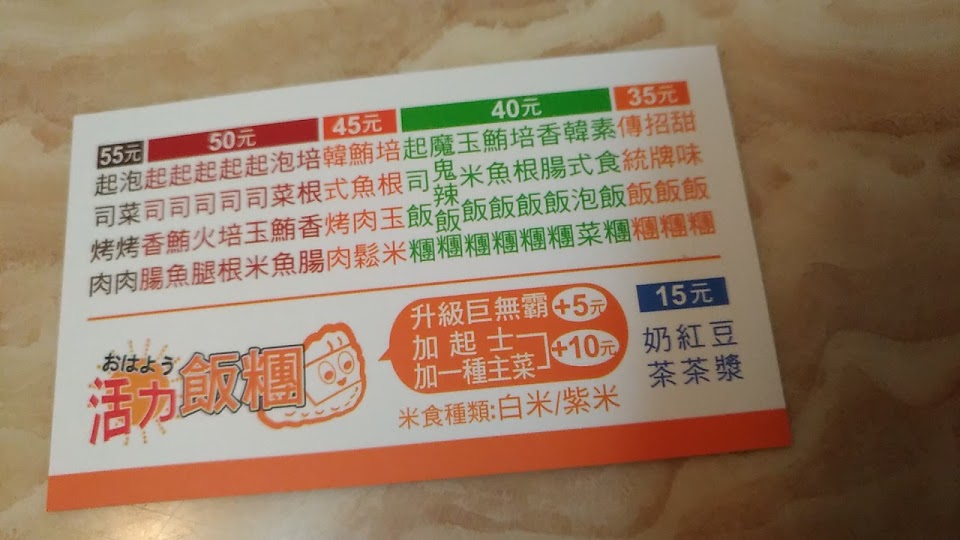 35元
甜味飯糰
招牌飯糰
傳統飯糰
40元
素食飯糰
韓式泡菜
香腸飯糰
培根飯糰
鮪魚飯糰
玉米飯糰
魔鬼辣飯糰
起司飯糰
45元
培根玉米
鮪魚肉鬆
韓式烤肉
50元
培根香腸
泡菜鮪魚
起司玉米
起司培根
起司火腿
起司鮪魚
起司香腸
55元
泡菜烤肉
起司烤肉
15元
豆漿
紅茶
奶茶
升級巨無霸+5元
加起士
加一種主菜
+10元
米食種類:白米/紫米
おはよう
活力飯糰